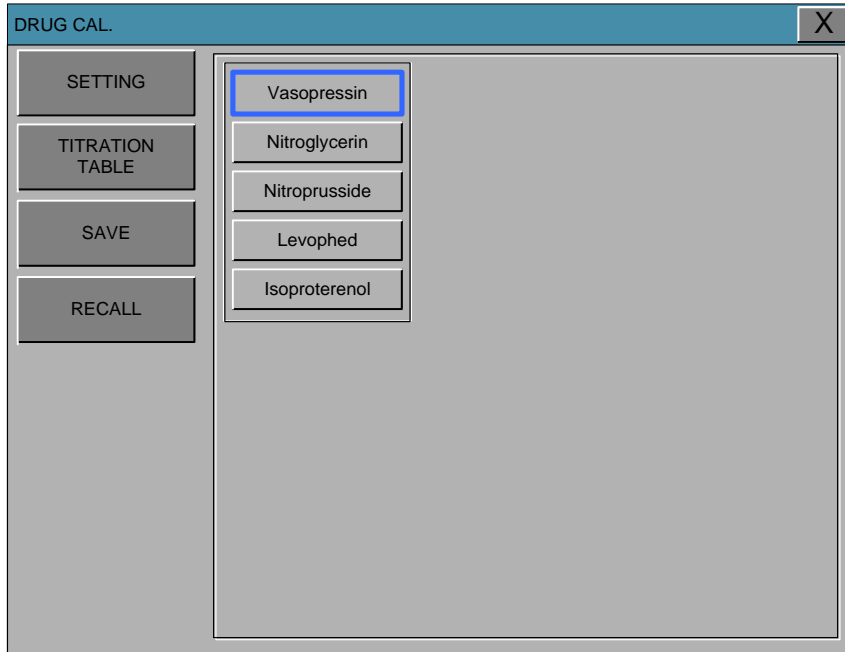 DRUG CAL.
X
SETTING
TITRATION
TABLE
SAVE
RECALL
Vasopressin
Nitroglycerin
Nitroprusside
Levophed
Isoproterenol